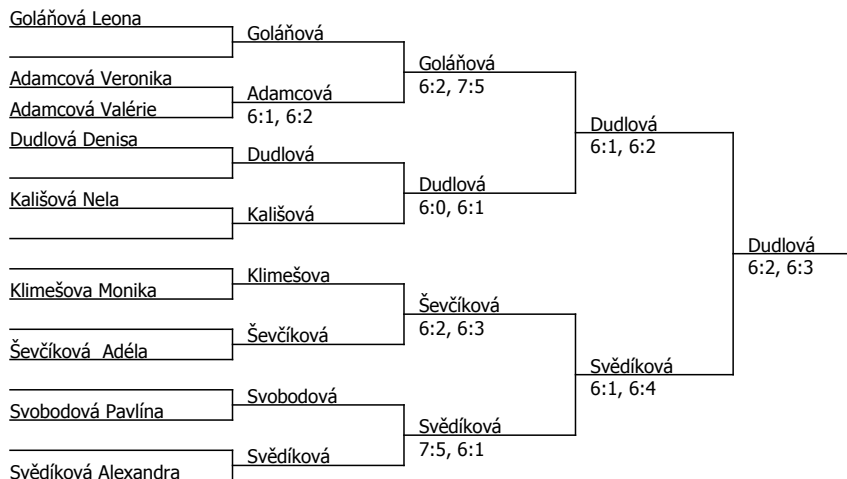 Goláňová Leona
Goláňová
Goláňová
6:2, 7:5
Adamcová Veronika
Adamcová
6:1, 6:2
Adamcová Valérie
Dudlová
6:1, 6:2
Dudlová Denisa
Dudlová
Dudlová
6:0, 6:1
Kališová Nela
Kališová
Dudlová
6:2, 6:3
Klimešova
Klimešova Monika
Ševčíková
6:2, 6:3
Ševčíková
Ševčíková  Adéla
Svědíková
6:1, 6:4
Svobodová
Svobodová Pavlína
Svědíková
7:5, 6:1
Svědíková
Svědíková Alexandra